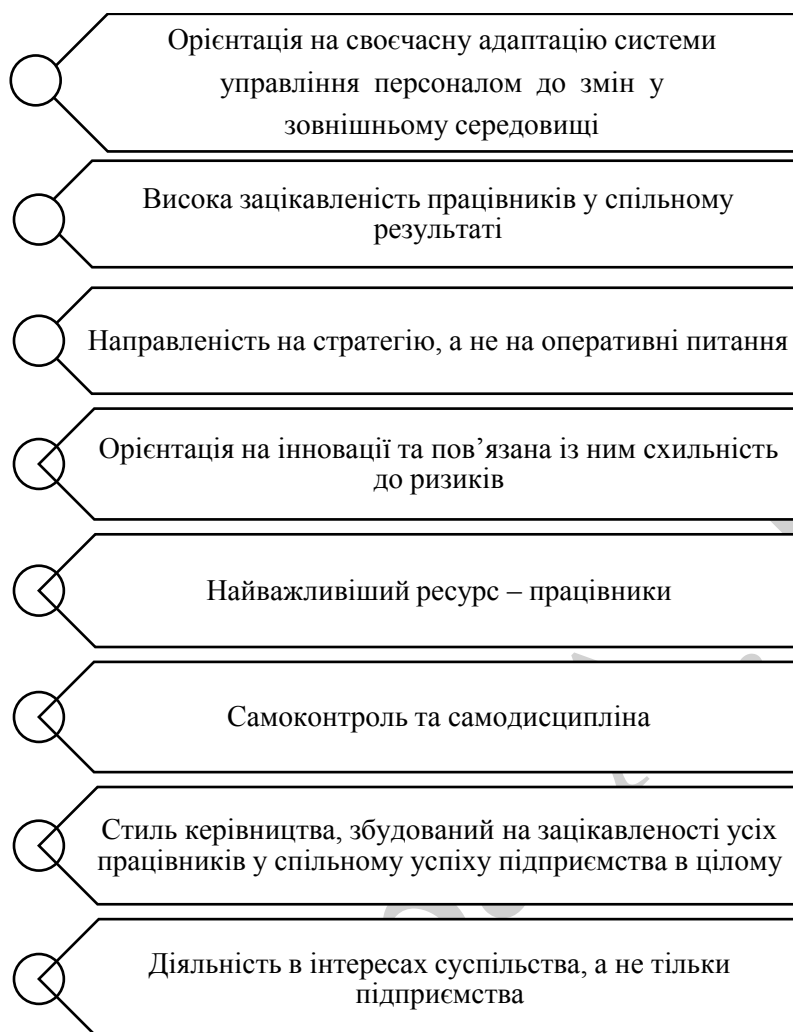 Орієнтація на своєчасну адаптацію системи
управління персоналом до змін у
зовнішньому середовищі
Висока зацікавленість працівників у спільному
результаті
Направленість на стратегію, а не на оперативні питання
Орієнтація на інновації та пов’язана із ним схильність
до ризиків
Найважливіший ресурс – працівники
Самоконтроль та самодисципліна
Стиль керівництва, збудований на зацікавленості усіх
працівників у спільному успіху підприємства в цілому
Діяльність в інтересах суспільства, а не тільки
підприємства